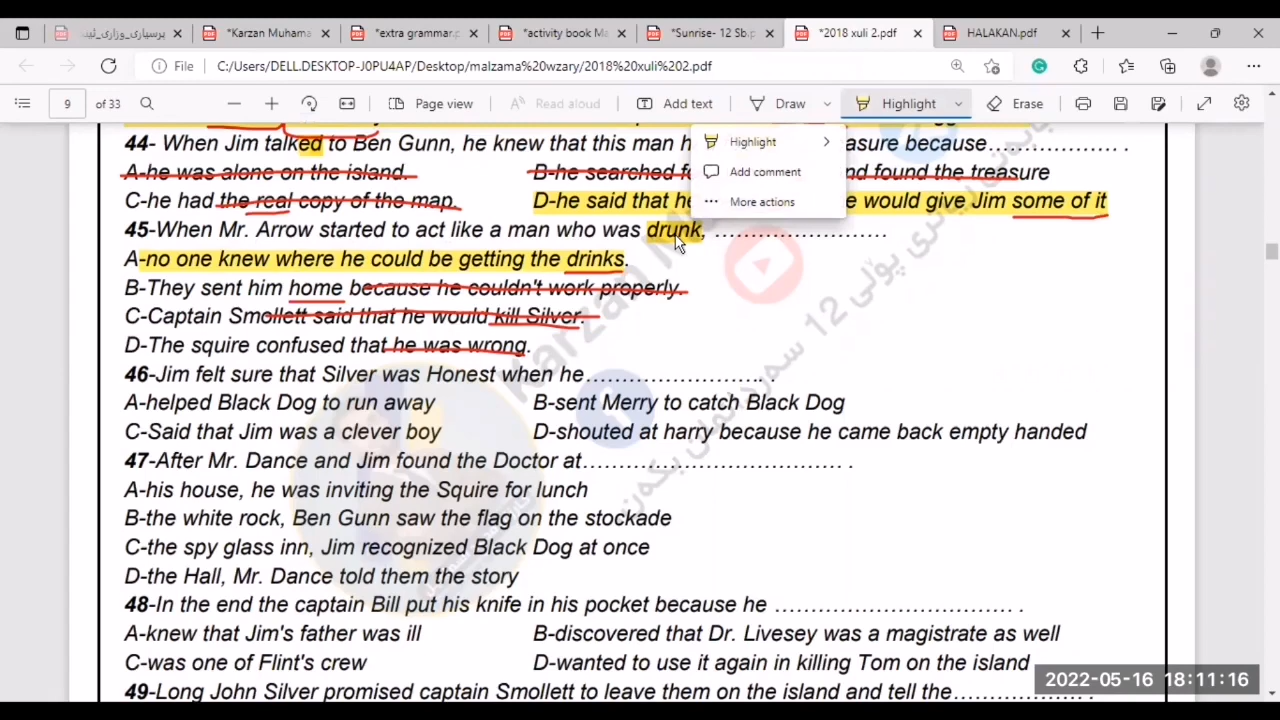 پرسیاری_وزاری_ئینـ
*Karzan Muhama
*extra grammar.p
*activity book Ma
*Sunrise- 12 Sb.p
*2018 xuli 2.pdf
HALAKAN.pdf
File C:/Users/DELL.DESKTOP-J0PU4AP/Desktop/malzama%20wzary/2018%20xuli%202.pdf
9 of 33 Page view Read aloud Add text Draw Highlight Erase
Highlight
Add comment
More actions
44- When Jim talked to Ben Gunn, he knew that this man h asure because.................. .
A-he was alone on the island. B-he searched fo nd found the treasure
C-he had the real copy of the map. D-he said that he e would give Jim some of it
45-When Mr. Arrow started to act like a man who was drunk, ..........................
A-no one knew where he could be getting the drinks.
B-They sent him home because he couldn't work properly.
C-Captain Smollett said that he would kill Silver.
D-The squire confused that he was wrong.
46-Jim felt sure that Silver was Honest when he........................... .
A-helped Black Dog to run away B-sent Merry to catch Black Dog
C-Said that Jim was a clever boy D-shouted at harry because he came back empty handed
47-After Mr. Dance and Jim found the Doctor at....................................... .
A-his house, he was inviting the Squire for lunch
B-the white rock, Ben Gunn saw the flag on the stockade
C-the spy glass inn, Jim recognized Black Dog at once
D-the Hall, Mr. Dance told them the story
48-In the end the captain Bill put his knife in his pocket because he ................................... .
A-knew that Jim's father was ill B-discovered that Dr. Livesey was a magistrate as well
C-was one of Flint's crew D-wanted to use it again in killing Tom on the island
49-Long John Silver promised captain Smollett to leave them on the island and tell the.................... .
2022-05-16 18:11:16